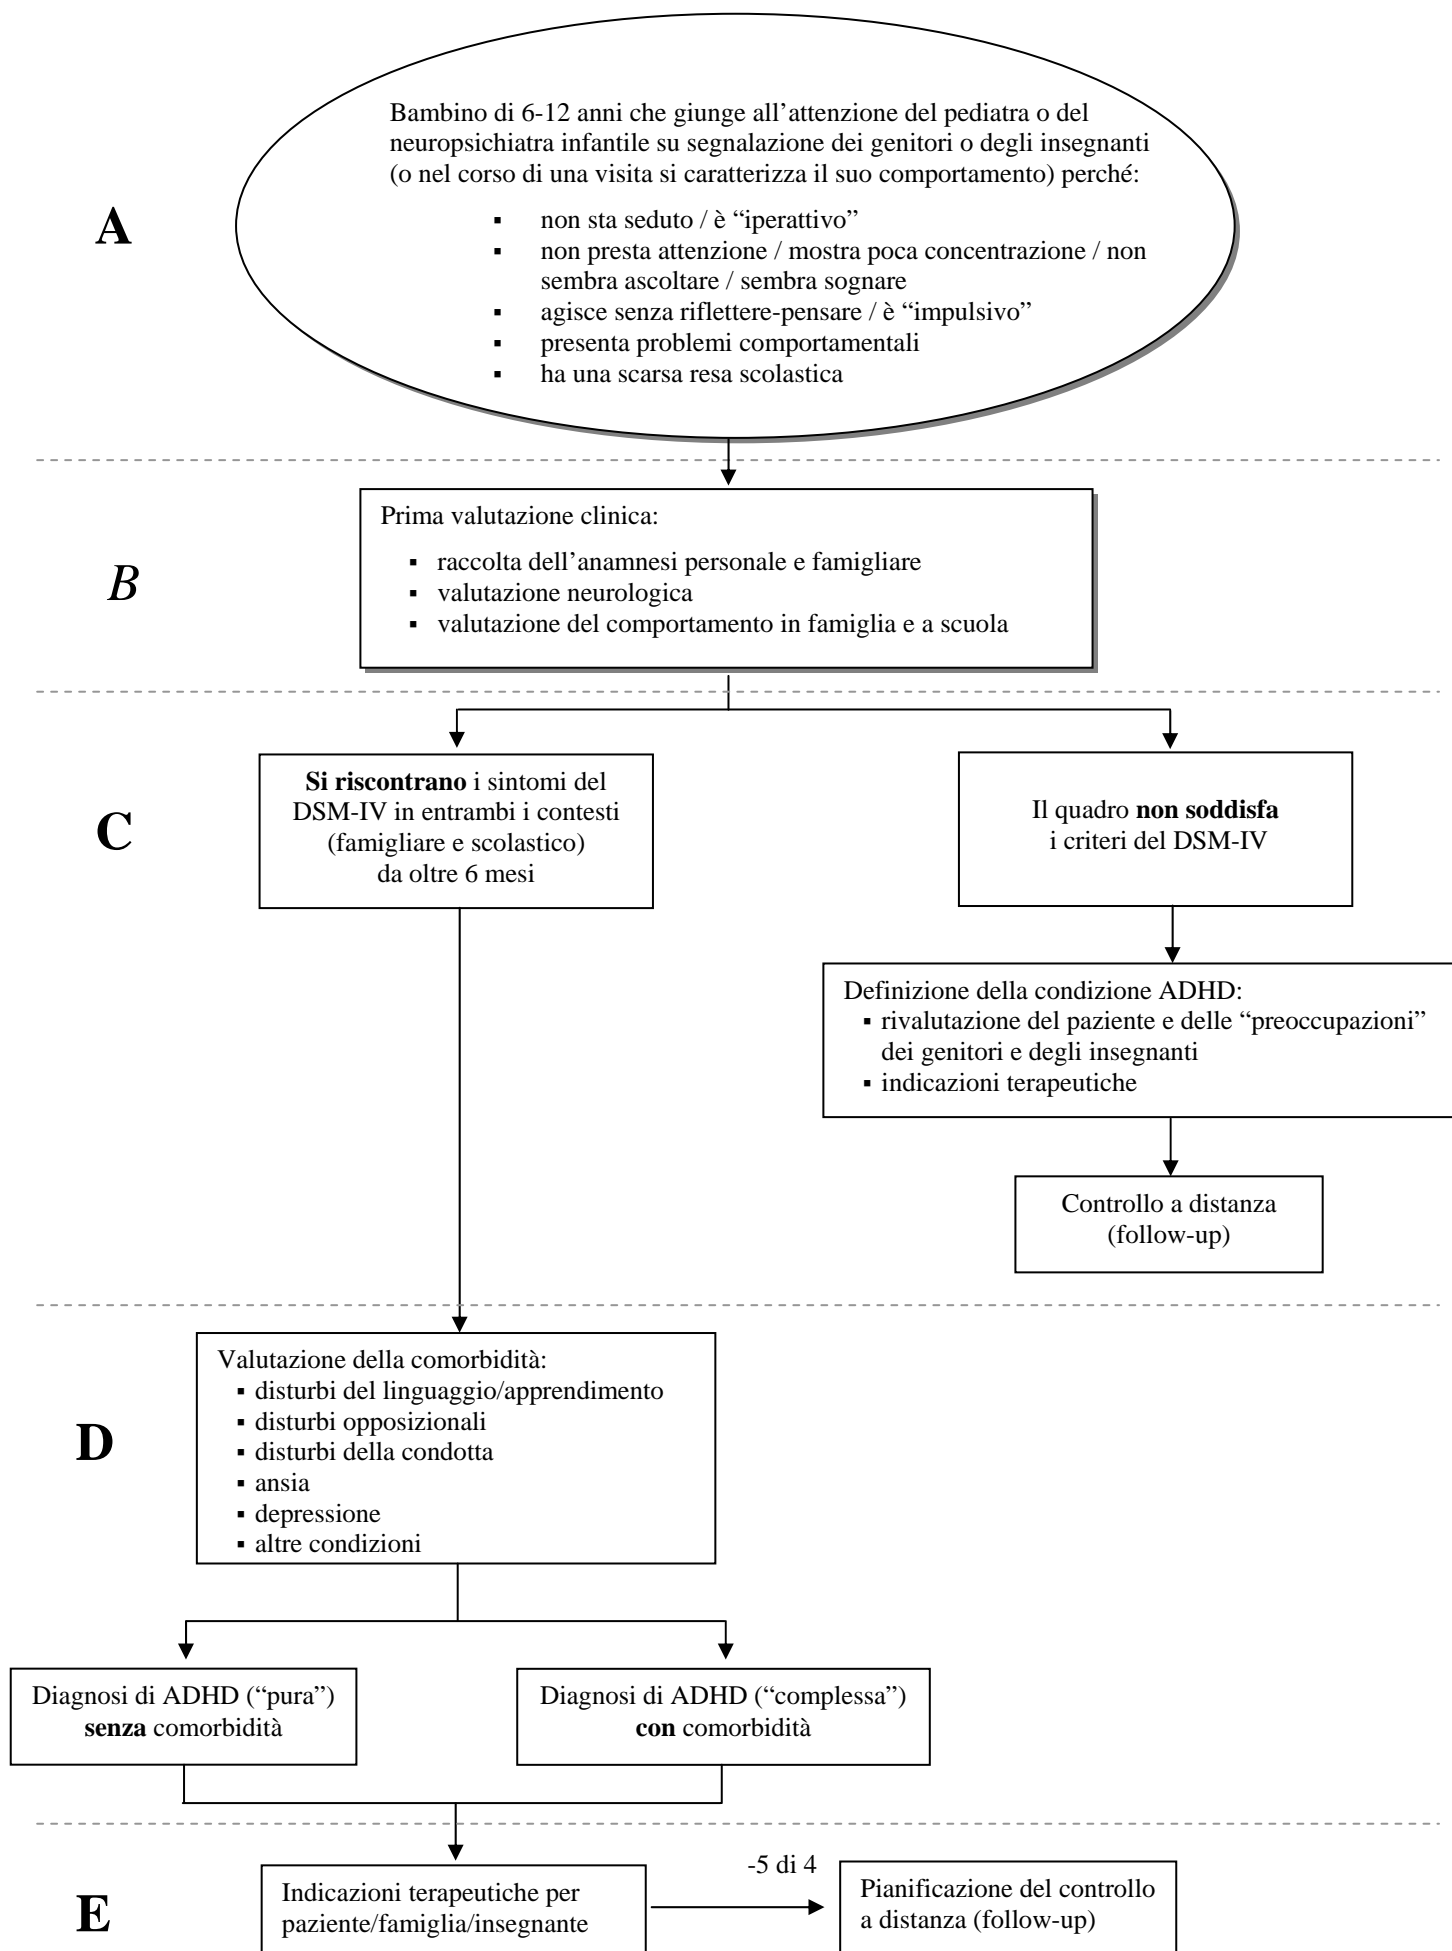 Bambino di 6-12 anni che giunge all’attenzione del pediatra o del
neuropsichiatra infantile su segnalazione dei genitori o degli insegnanti
(o nel corso di una visita si caratterizza il suo comportamento) perché:
▪ non sta seduto / è “iperattivo”
▪ non presta attenzione / mostra poca concentrazione / non
sembra ascoltare / sembra sognare
▪ agisce senza riflettere-pensare / è “impulsivo”
▪ presenta problemi comportamentali
▪ ha una scarsa resa scolastica
A
Prima valutazione clinica:
▪ raccolta dell’anamnesi personale e famigliare
▪ valutazione neurologica
▪ valutazione del comportamento in famiglia e a scuola
B
Si riscontrano i sintomi del
DSM-IV in entrambi i contesti
(famigliare e scolastico)
da oltre 6 mesi
Il quadro non soddisfa
i criteri del DSM-IV
C
Definizione della condizione ADHD:
▪ rivalutazione del paziente e delle “preoccupazioni”
dei genitori e degli insegnanti
▪ indicazioni terapeutiche
Controllo a distanza
(follow-up)
Valutazione della comorbidità:
▪ disturbi del linguaggio/apprendimento
▪ disturbi opposizionali
▪ disturbi della condotta
▪ ansia
▪ depressione
▪ altre condizioni
D
Diagnosi di ADHD (“pura”)
senza comorbidità
Diagnosi di ADHD (“complessa”)
con comorbidità
E
Indicazioni terapeutiche per
paziente/famiglia/insegnante
-5 di 4
Pianificazione del controllo
a distanza (follow-up)